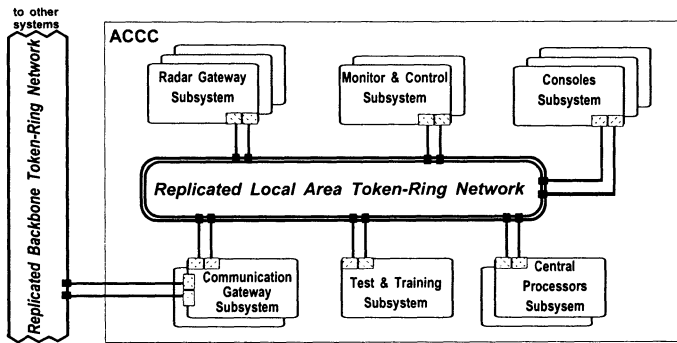 to other
systems
ACCC
Replicated Backbone Token-Ring Network
Radar Gateway
Subsystem
Monitor & Control
Subsystem
Consoles
Subsystem
Replicated Local Area Token-Ring Network
Communication
Gateway
Subsystem
Test & Training
Subsystem
Central
Processors
Subsysem